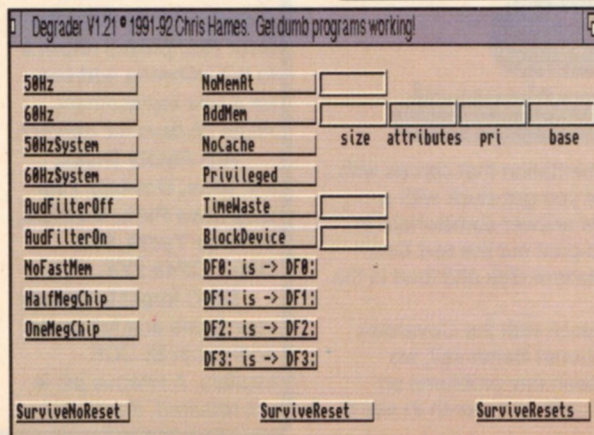 Degrader V1.21 © 1991-92 Chris Hames. Get dumb programs working!
50Hz
60Hz
50HzSystem
60HzSystem
AudFilterOff
AudFilterOn
NoFastMem
HalfMegChip
OneMegChip
NoMemAt
AddMem
size attributes pri base
NoCache
Privileged
TimeWaste
BlockDevice
DF0: is -> DF0:
DF1: is -> DF1:
DF2: is -> DF2:
DF3: is -> DF3:
SurviveNoReset
SurviveReset
SurviveResets